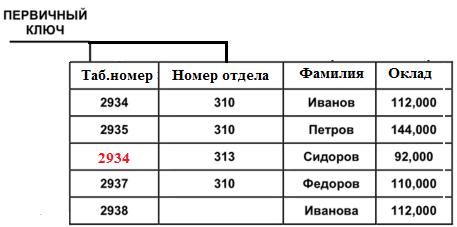 ПЕРВИЧНЫЙ
КЛЮЧ
Таб.номер Номер отдела Фамилия Оклад
2934 310 Иванов 112,000
2935 310 Петров 144,000
2934 313 Сидоров 92,000
2937 310 Федоров 110,000
2938 Иванова 112,000